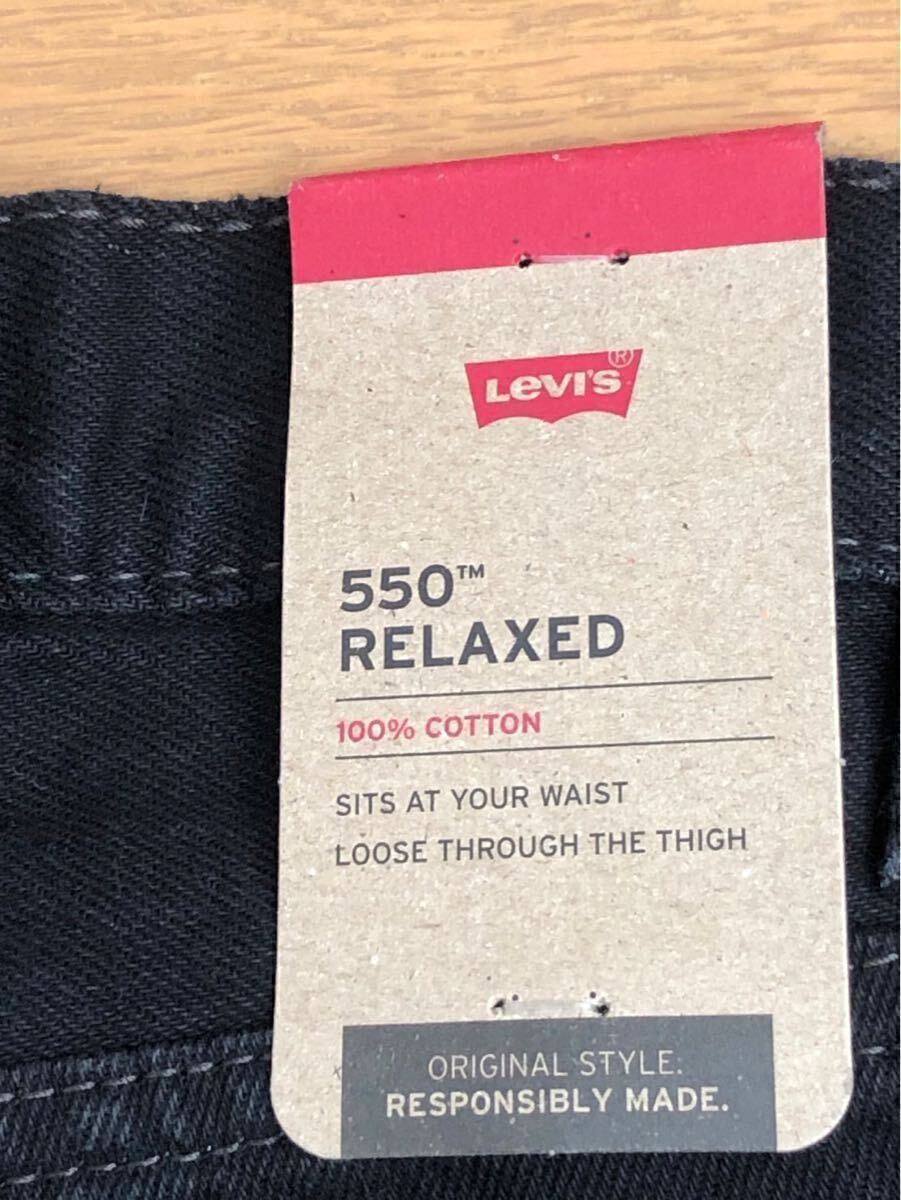 LEVI'S®
550™
RELAXED
100% COTTON
SITS AT YOUR WAIST
LOOSE THROUGH THE THIGH
ORIGINAL STYLE.
RESPONSIBLY MADE.